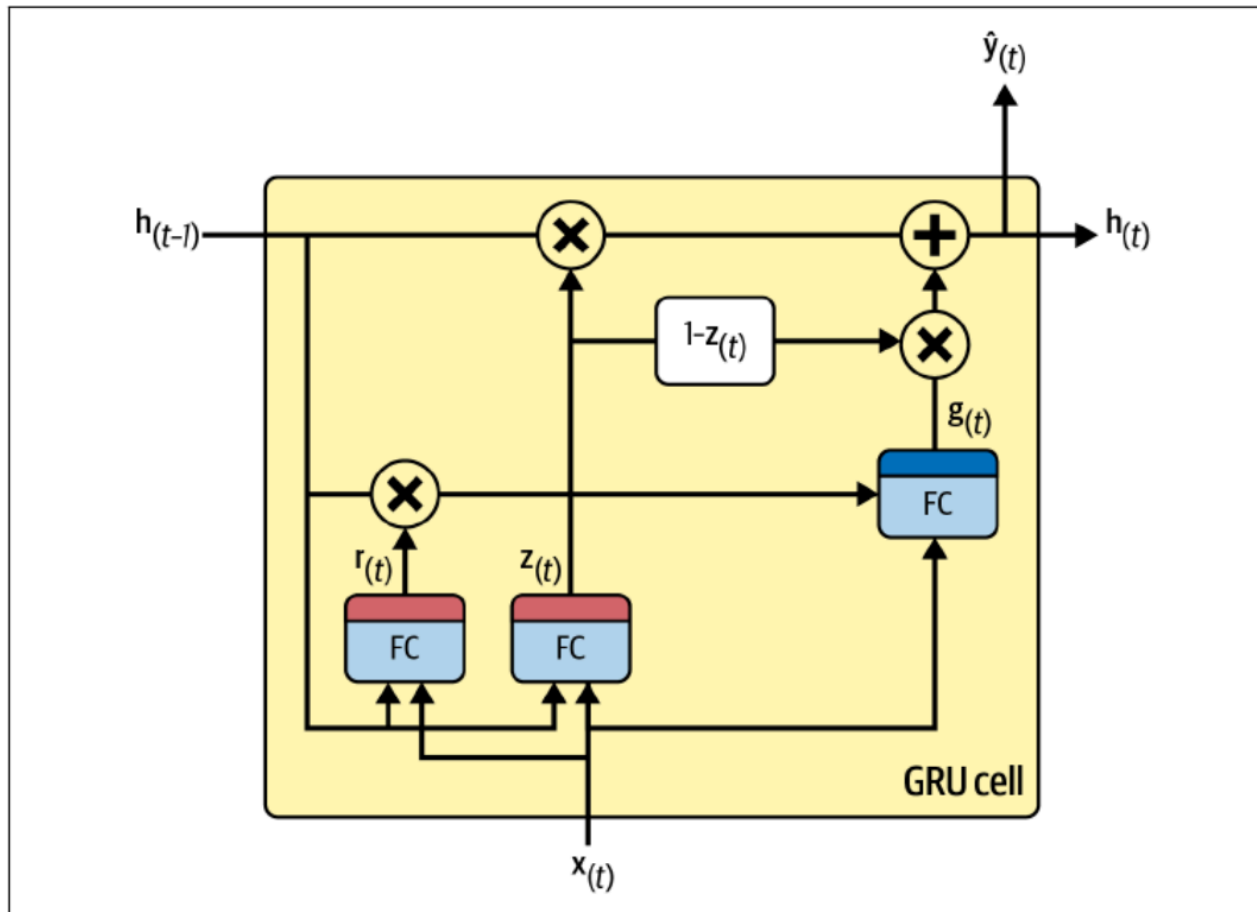 ŷ(t)
h(t–1)
h(t)
1–z(t)
g(t)
FC
r(t)
z(t)
FC
FC
GRU cell
x(t)